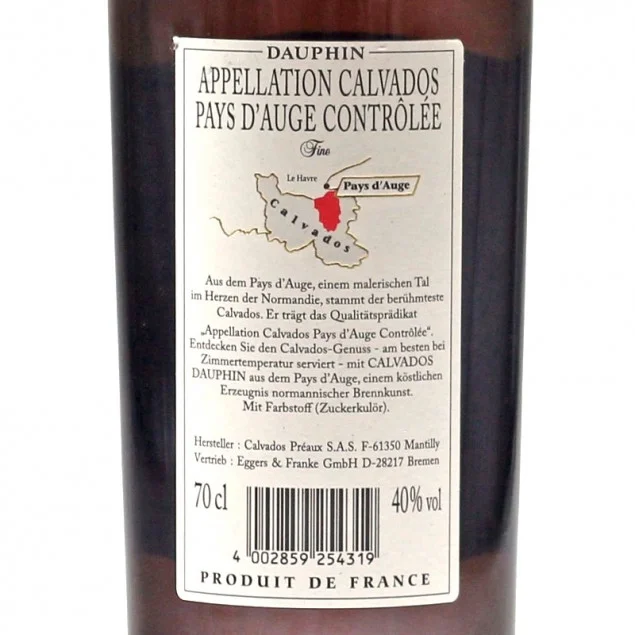 DAUPHIN
APPELLATION CALVADOS
PAYS D'AUGE CONTRÔLÉE
Fine
Le Havre
Pays d'Auge
Calvados
Aus dem Pays d'Auge, einem malerischen Tal
im Herzen der Normandie, stammt der berühmteste
Calvados. Er trägt das Qualitätsprädikat
„Appellation Calvados Pays d'Auge Contrôlée“.
Entdecken Sie den Calvados-Genuss - am besten bei
Zimmertemperatur serviert - mit CALVADOS
DAUPHIN aus dem Pays d'Auge, einem köstlichen
Erzeugnis normannischer Brennkunst.
Mit Farbstoff (Zuckerkulör).
Hersteller : Calvados Préaux S.A.S. F-61350 Mantilly
Vertrieb : Eggers & Franke GmbH D-28217 Bremen
70 cl
40% vol
4 002859 254319
PRODUIT DE FRANCE